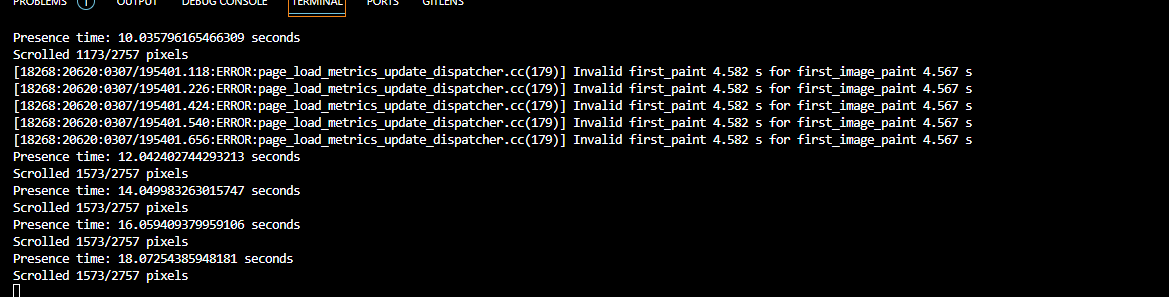 PROBLEMS 1 OUTPUT DEBUG CONSOLE TERMINAL PORTS GITLENS
Presence time: 10.035796165466309 seconds
Scrolled 1173/2757 pixels
[18268:20620:0307/195401.118:ERROR:page_load_metrics_update_dispatcher.cc(179)] Invalid first_paint 4.582 s for first_image_paint 4.567 s
[18268:20620:0307/195401.226:ERROR:page_load_metrics_update_dispatcher.cc(179)] Invalid first_paint 4.582 s for first_image_paint 4.567 s
[18268:20620:0307/195401.424:ERROR:page_load_metrics_update_dispatcher.cc(179)] Invalid first_paint 4.582 s for first_image_paint 4.567 s
[18268:20620:0307/195401.540:ERROR:page_load_metrics_update_dispatcher.cc(179)] Invalid first_paint 4.582 s for first_image_paint 4.567 s
[18268:20620:0307/195401.656:ERROR:page_load_metrics_update_dispatcher.cc(179)] Invalid first_paint 4.582 s for first_image_paint 4.567 s
Presence time: 12.042402744293213 seconds
Scrolled 1573/2757 pixels
Presence time: 14.049983263015747 seconds
Scrolled 1573/2757 pixels
Presence time: 16.059409379959106 seconds
Scrolled 1573/2757 pixels
Presence time: 18.07254385948181 seconds
Scrolled 1573/2757 pixels